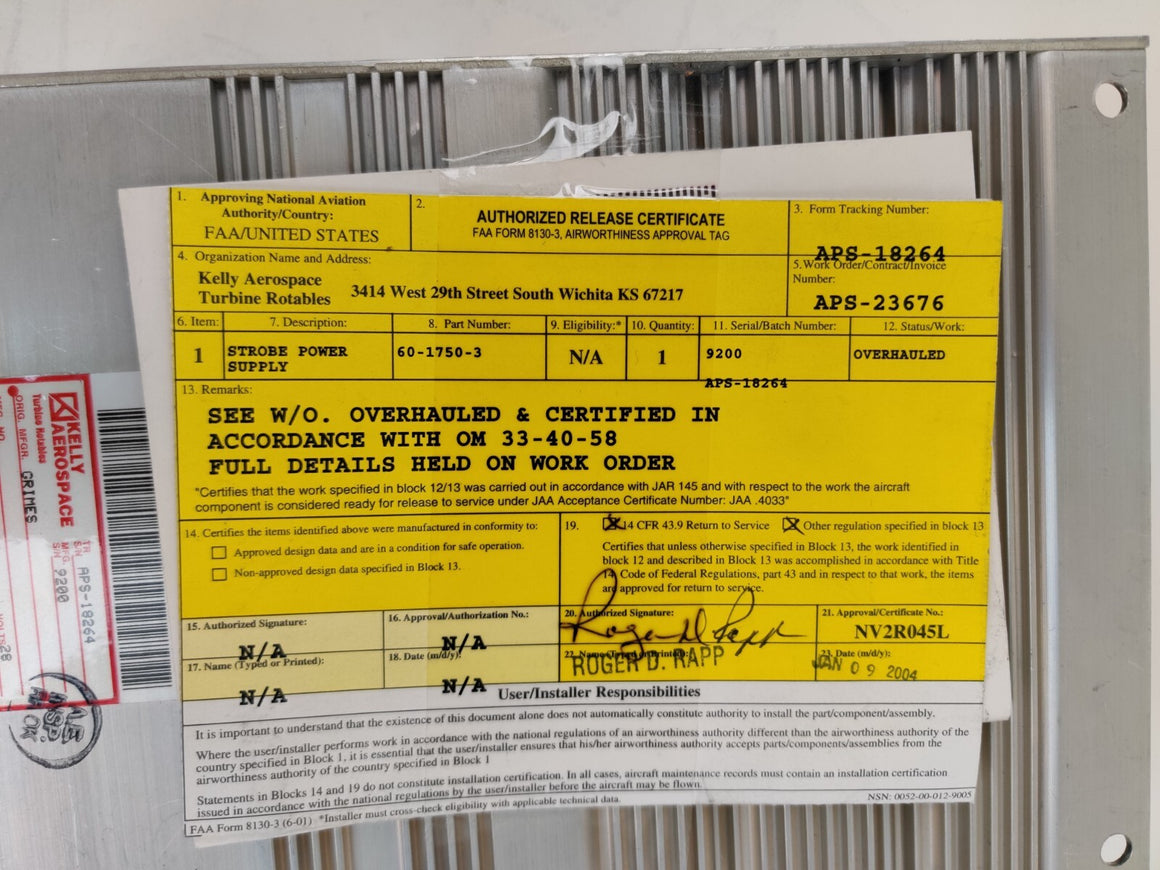 1. Approving National Aviation
Authority/Country:
FAA/UNITED STATES
2.
AUTHORIZED RELEASE CERTIFICATE
FAA FORM 8130-3, AIRWORTHINESS APPROVAL TAG
3. Form Tracking Number:
APS-18264
4. Organization Name and Address:
Kelly Aerospace
Turbine Rotables
3414 West 29th Street South Wichita KS 67217
5.Work Order/Contract/Invoice
Number:
APS-23676
6. Item:
7. Description:
8. Part Number:
9. Eligibility:*
10. Quantity:
11. Serial/Batch Number:
12. Status/Work:
1
STROBE POWER
SUPPLY
60-1750-3
N/A
1
9200
APS-18264
OVERHAULED
13. Remarks:
SEE W/O. OVERHAULED & CERTIFIED IN
ACCORDANCE WITH OM 33-40-58
FULL DETAILS HELD ON WORK ORDER
"Certifies that the work specified in block 12/13 was carried out in accordance with JAR 145 and with respect to the work the aircraft
component is considered ready for release to service under JAA Acceptance Certificate Number: JAA .4033"
14. Certifies the items identified above were manufactured in conformity to:
Approved design data and are in a condition for safe operation.
Non-approved design data specified in Block 13.
19.
14 CFR 43.9 Return to Service
Other regulation specified in block 13
Certifies that unless otherwise specified in Block 13, the work identified in
block 12 and described in Block 13 was accomplished in accordance with Title
14 Code of Federal Regulations, part 43 and in respect to that work, the items
are approved for return to service.
15. Authorized Signature:
N/A
16. Approval/Authorization No.:
N/A
20. Authorized Signature:
Roger D Rapp
21. Approval/Certificate No.:
NV2R045L
17. Name (Typed or Printed):
N/A
18. Date (m/d/y):
N/A
22. Name (Typed or Printed):
ROGER D. RAPP
23. Date (m/d/y):
JAN 09 2004
User/Installer Responsibilities
It is important to understand that the existence of this document alone does not automatically constitute authority to install the part/component/assembly.
Where the user/installer performs work in accordance with the national regulations of an airworthiness authority different than the airworthiness authority of the
country specified in Block 1, it is essential that the user/installer ensures that his/her airworthiness authority accepts parts/components/assemblies from the
airworthiness authority of the country specified in Block 1
Statements in Blocks 14 and 19 do not constitute installation certification. In all cases, aircraft maintenance records must contain an installation certification
issued in accordance with the national regulations by the user/installer before the aircraft may be flown.
FAA Form 8130-3 (6-01)
*Installer must cross-check eligibility with applicable technical data.
NSN: 0052-00-012-9005
KELLY
AEROSPACE
Turbine Rotables
TR
S/N APS-18264
MFG.
S/N 9200
ORIG. MFGR. GRIMES
VOLTS 28